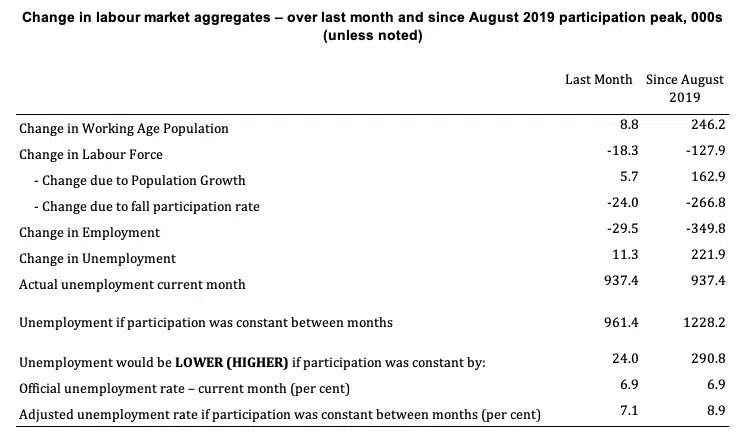 Change in labour market aggregates – over last month and since August 2019 participation peak, 000s
(unless noted)
Last Month Since August
2019
Change in Working Age Population 8.8 246.2
Change in Labour Force -18.3 -127.9
- Change due to Population Growth 5.7 162.9
- Change due to fall participation rate -24.0 -266.8
Change in Employment -29.5 -349.8
Change in Unemployment 11.3 221.9
Actual unemployment current month 937.4 937.4
Unemployment if participation was constant between months 961.4 1228.2
Unemployment would be LOWER (HIGHER) if participation was constant by: 24.0 290.8
Official unemployment rate – current month (per cent) 6.9 6.9
Adjusted unemployment rate if participation was constant between months (per cent) 7.1 8.9